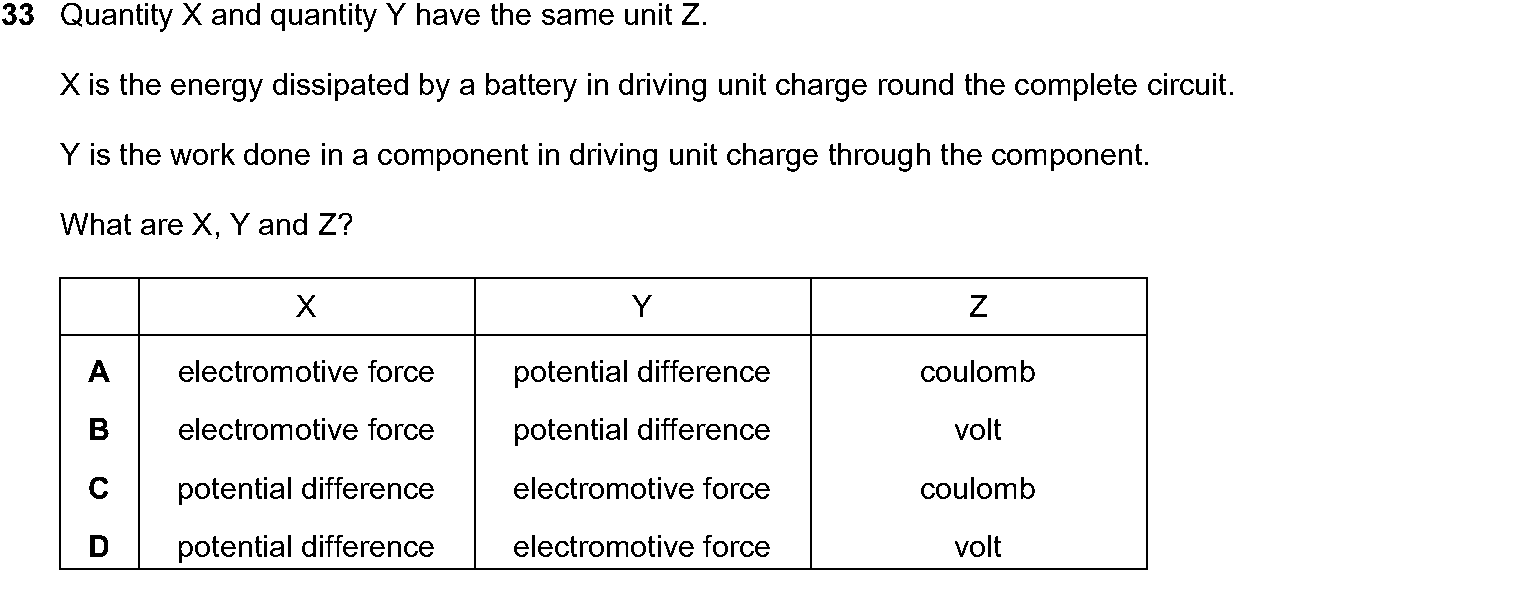 33 Quantity X and quantity Y have the same unit Z.
X is the energy dissipated by a battery in driving unit charge round the complete circuit.
Y is the work done in a component in driving unit charge through the component.
What are X, Y and Z?
X Y Z
A electromotive force potential difference coulomb
B electromotive force potential difference volt
C potential difference electromotive force coulomb
D potential difference electromotive force volt